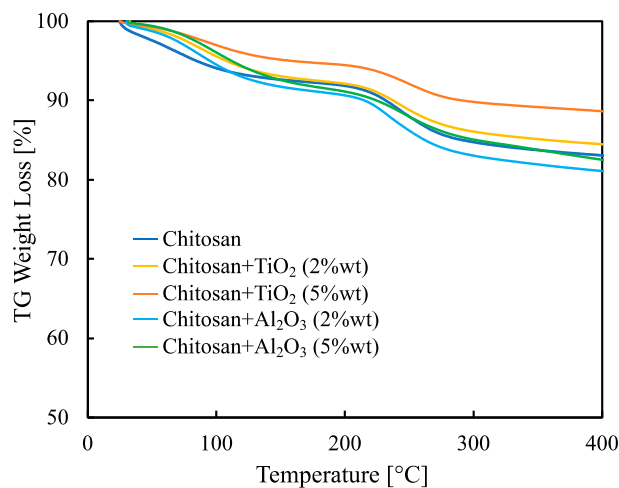 100
90
80
70
60
50
TG Weight Loss [%]
Chitosan
Chitosan+TiO₂ (2%wt)
Chitosan+TiO₂ (5%wt)
Chitosan+Al₂O₃ (2%wt)
Chitosan+Al₂O₃ (5%wt)
0 100 200 300 400
Temperature [°C]